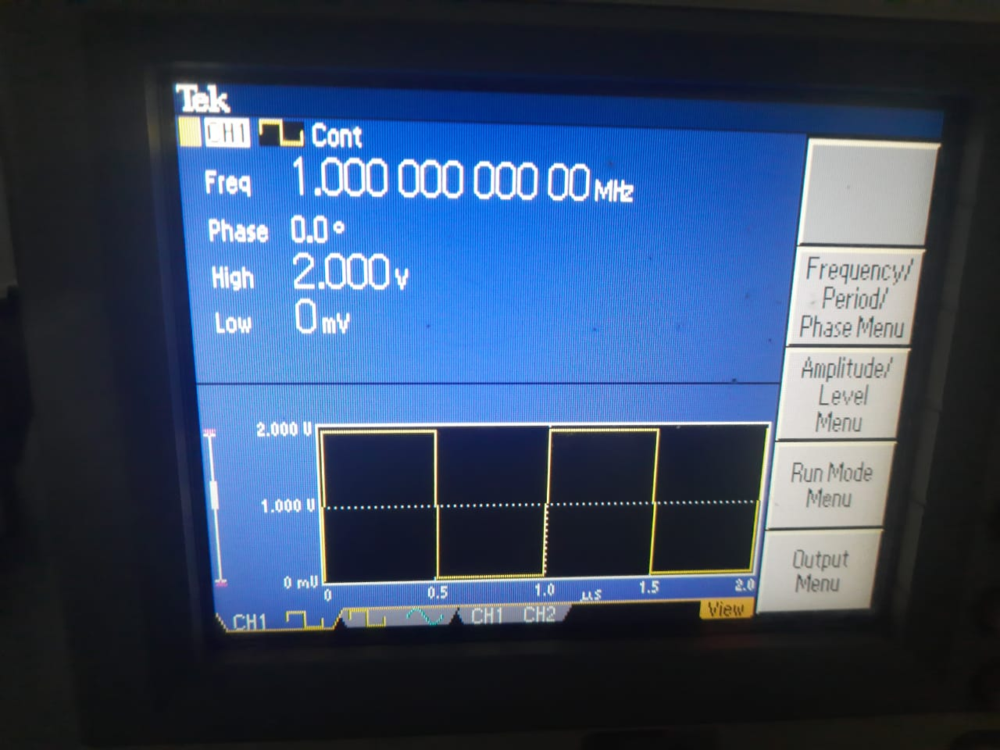 Tek
CH1 Cont
Freq 1.000 000 000 00 MHz
Phase 0.0 °
High 2.000 V
Low 0 mV
Frequency/
Period/
Phase Menu
Amplitude/
Level
Menu
Run Mode
Menu
Output
Menu
2.000 V
1.000 V
0 mV
0 0.5 1.0 µs 1.5 2.0
CH1 CH1 CH2 View